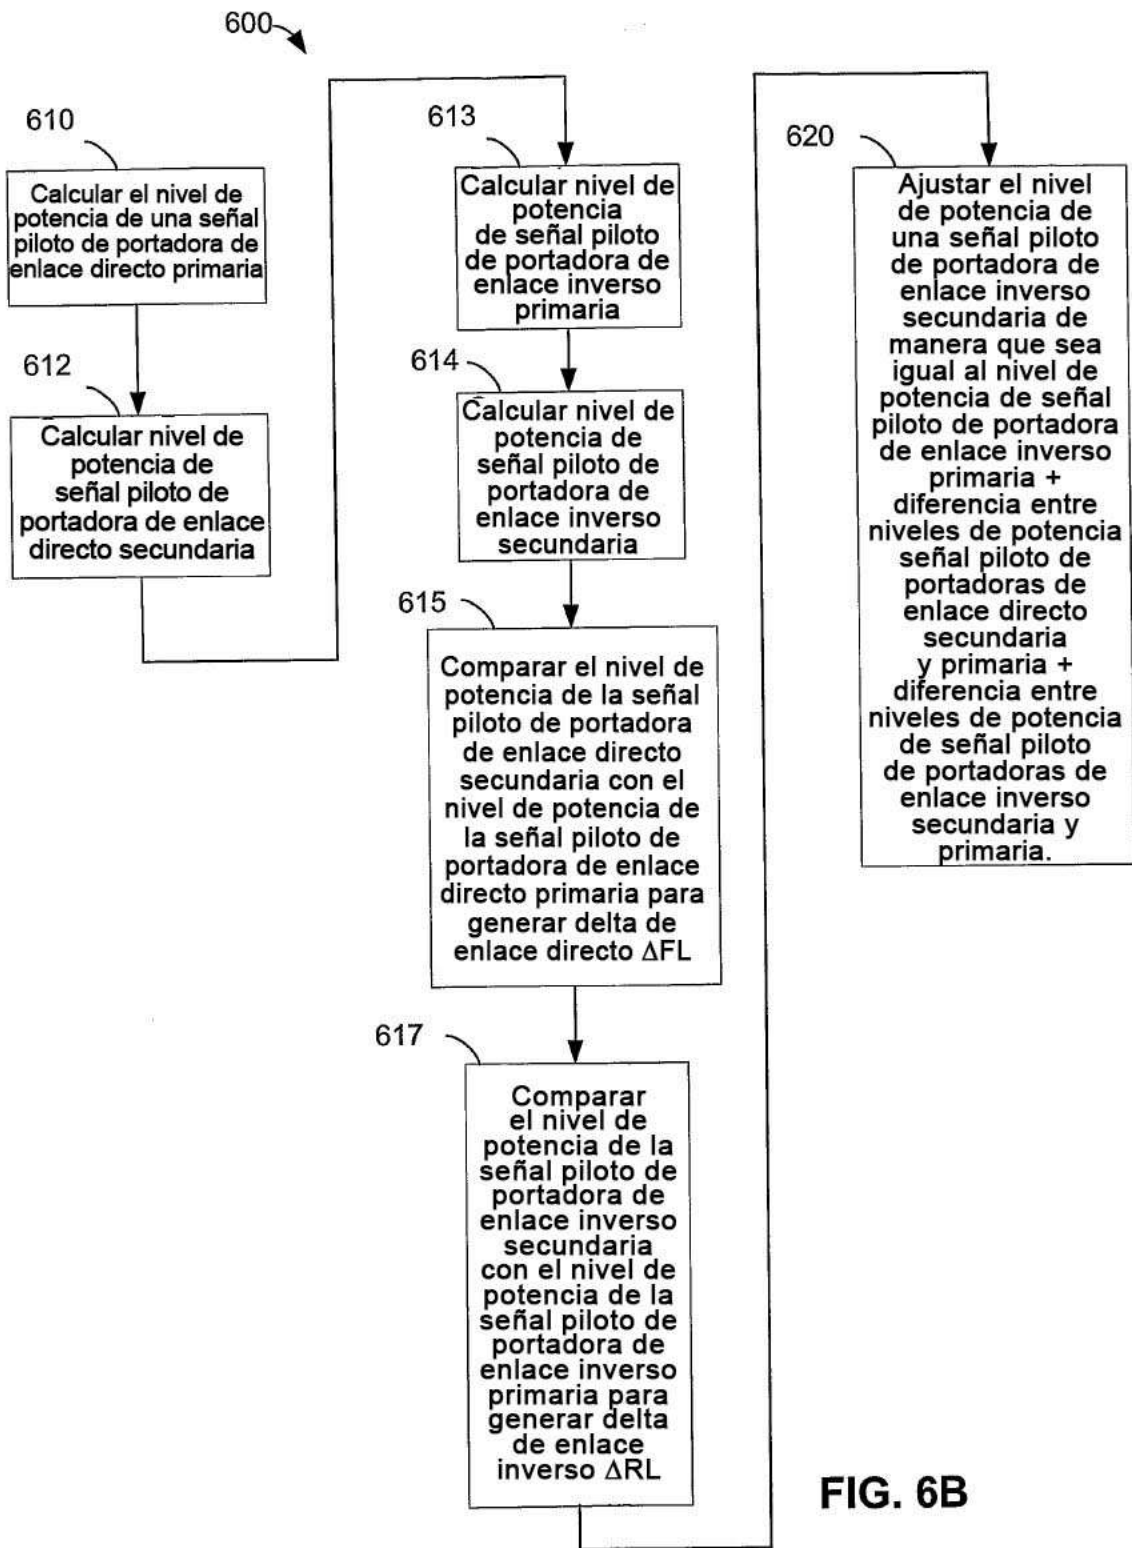 600
610
Calcular el nivel de
potencia de una señal
piloto de portadora de
enlace directo primaria
612
Calcular nivel de
potencia de
señal piloto de
portadora de enlace
directo secundaria
613
Calcular nivel de
potencia
de señal piloto
de portadora de
enlace inverso
primaria
614
Calcular nivel de
potencia de
señal piloto de
portadora de
enlace inverso
secundaria
615
Comparar el nivel de
potencia de la señal
piloto de portadora
de enlace directo
secundaria con el
nivel de potencia de
la señal piloto de
portadora de enlace
directo primaria para
generar delta de
enlace directo ΔFL
617
Comparar
el nivel de
potencia de la
señal piloto de
portadora de
enlace inverso
secundaria
con el nivel de
potencia de la
señal piloto de
portadora de
enlace inverso
primaria para
generar delta
de enlace
inverso ΔRL
620
Ajustar el nivel
de potencia de
una señal piloto
de portadora de
enlace inverso
secundaria de
manera que sea
igual al nivel de
potencia de señal
piloto de portadora
de enlace inverso
primaria +
diferencia entre
niveles de potencia
señal piloto de
portadoras de
enlace directo
secundaria
y primaria +
diferencia entre
niveles de potencia
de señal piloto
de portadoras de
enlace inverso
secundaria y
primaria.
FIG. 6B